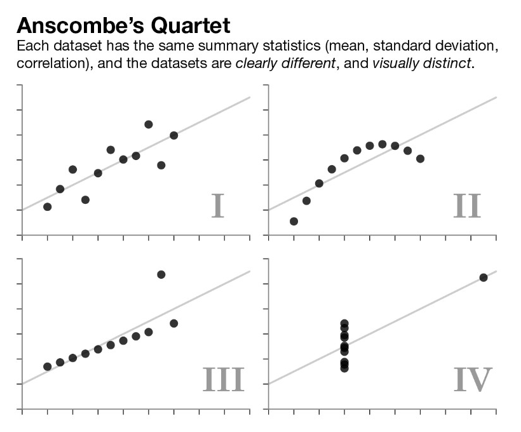 Anscombe’s Quartet
Each dataset has the same summary statistics (mean, standard deviation,
correlation), and the datasets are clearly different, and visually distinct.
I
II
III
IV